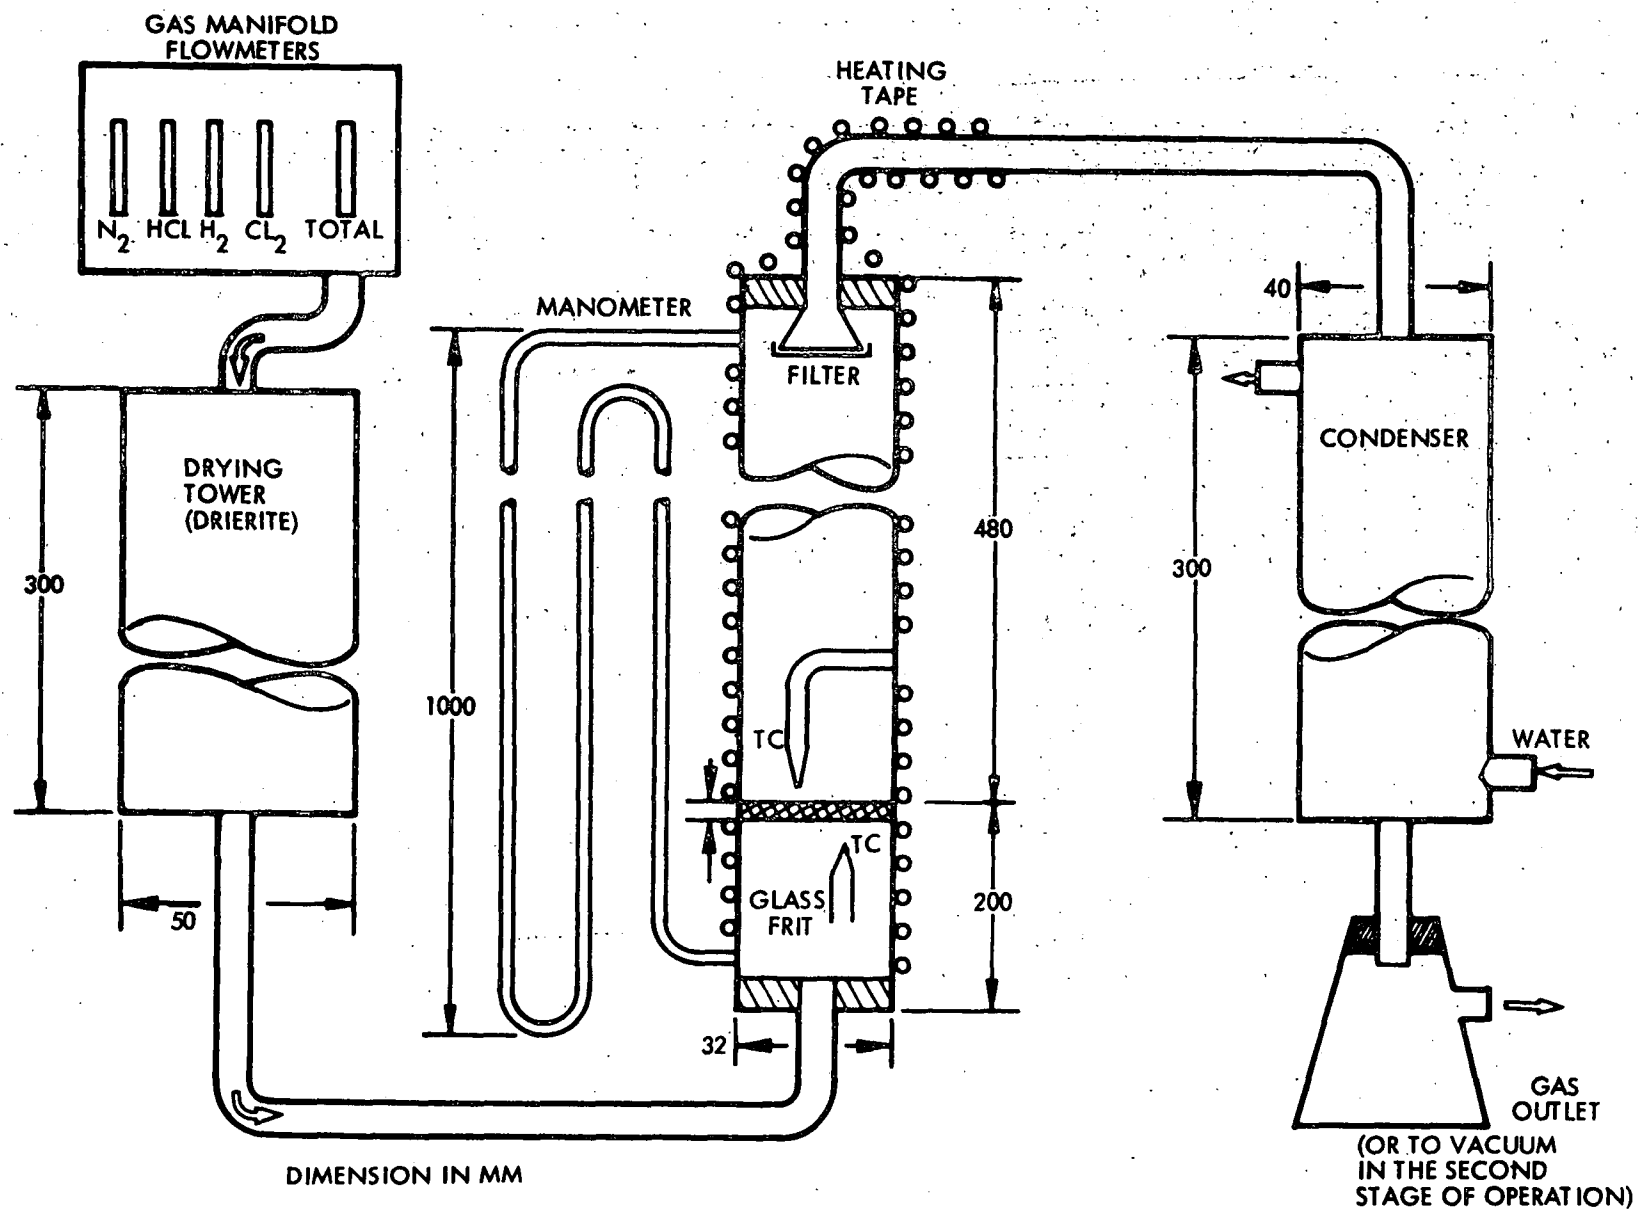 GAS MANIFOLD
FLOWMETERS
N2 HCL H2 CL2 TOTAL
HEATING
TAPE
MANOMETER
40
FILTER
CONDENSER
DRYING
TOWER
(DRIERITE)
480
300
300
1000
TC
WATER
TC
GLASS
FRIT
200
50
32
GAS
OUTLET
(OR TO VACUUM
IN THE SECOND
STAGE OF OPERATION)
DIMENSION IN MM